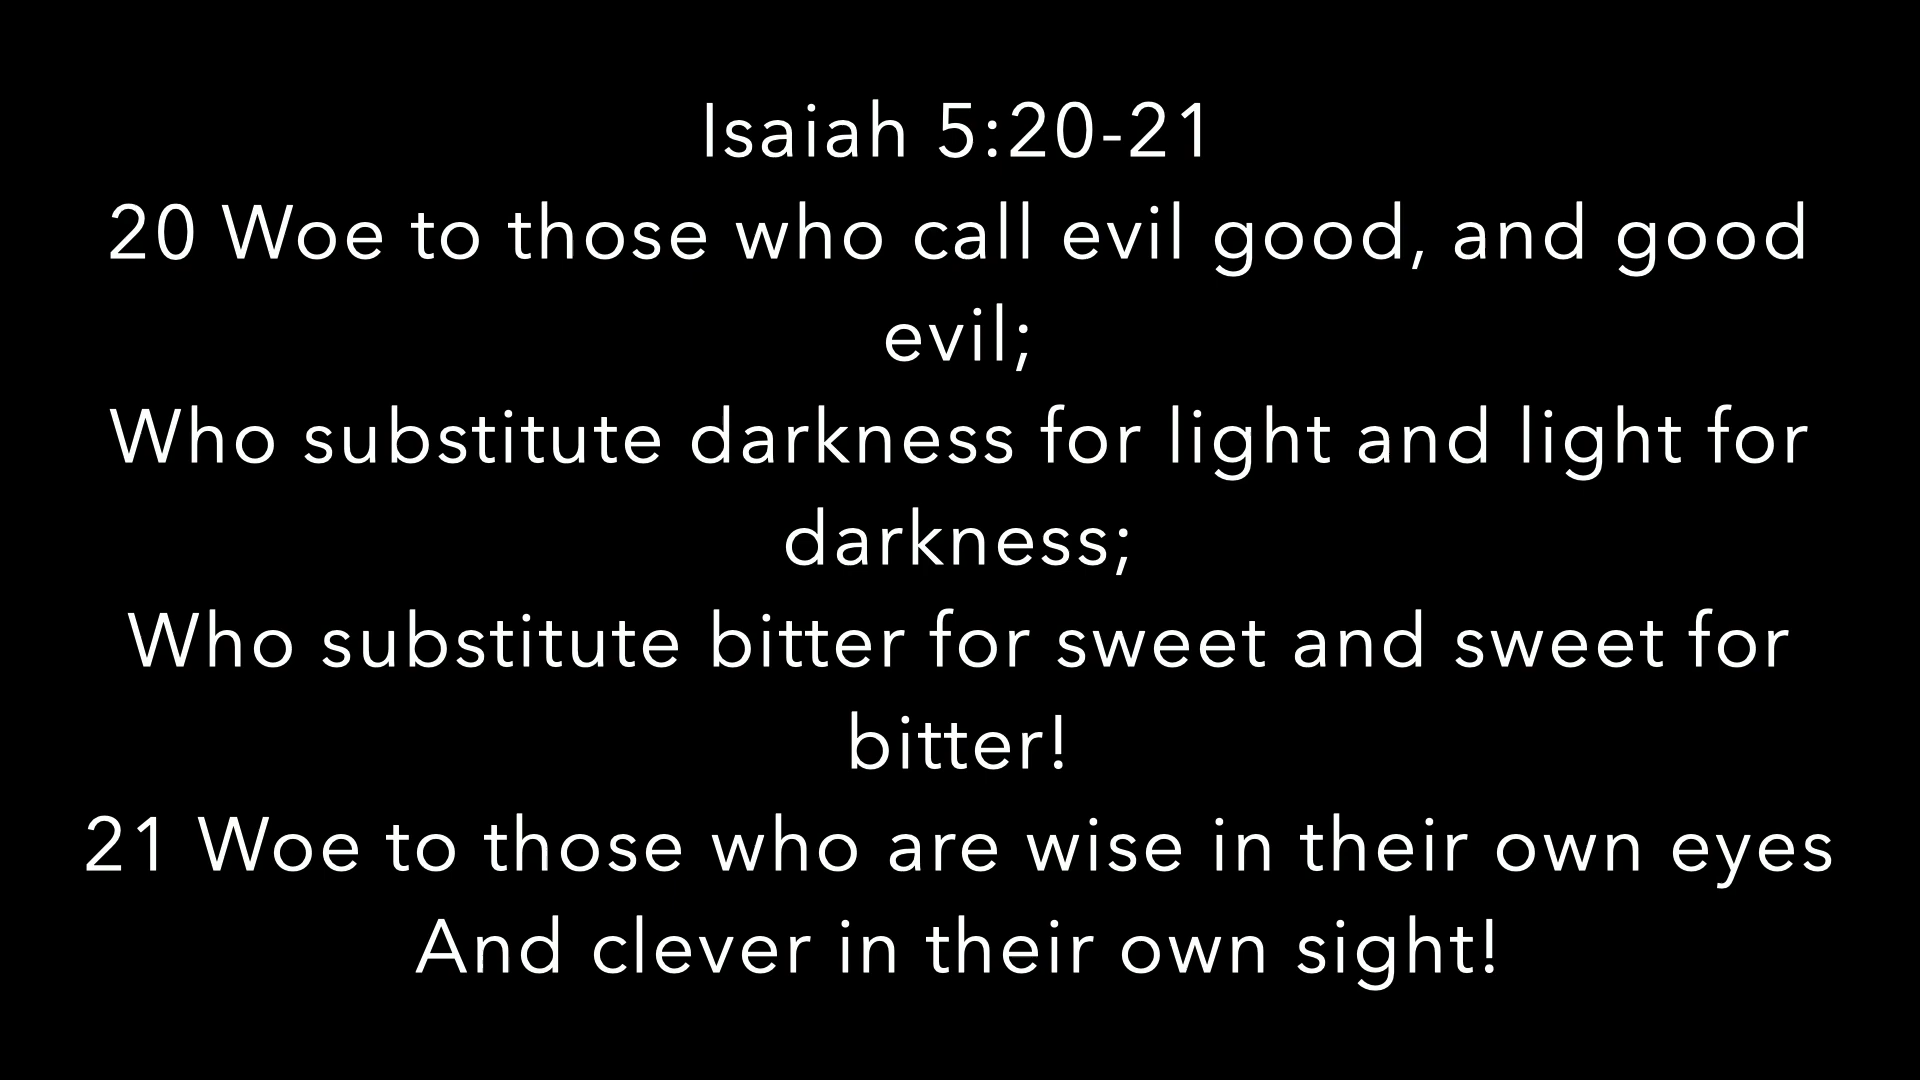 Isaiah 5:20-21
20 Woe to those who call evil good, and good
evil;
Who substitute darkness for light and light for
darkness;
Who substitute bitter for sweet and sweet for
bitter!
21 Woe to those who are wise in their own eyes
And clever in their own sight!